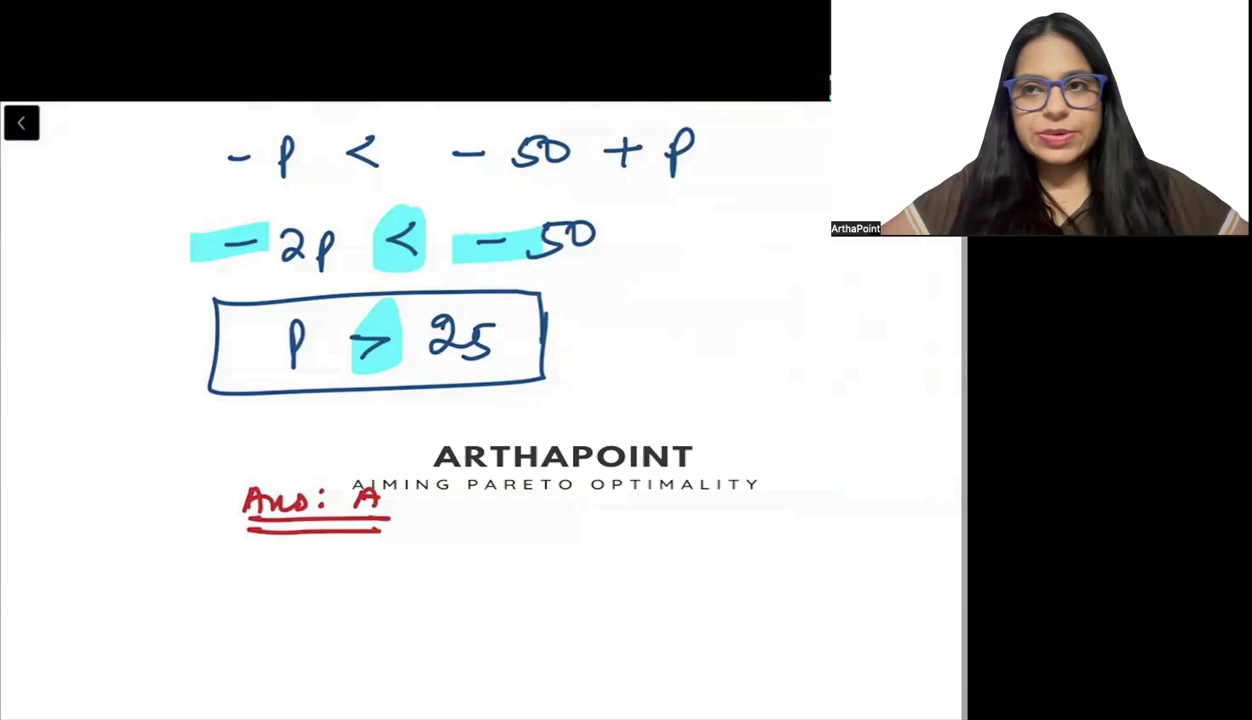 - p < - 50 + p
- 2p < - 50
p > 25
ARTHAPOINT
AIMING PARETO OPTIMALITY
Ans: A
ArthaPoint